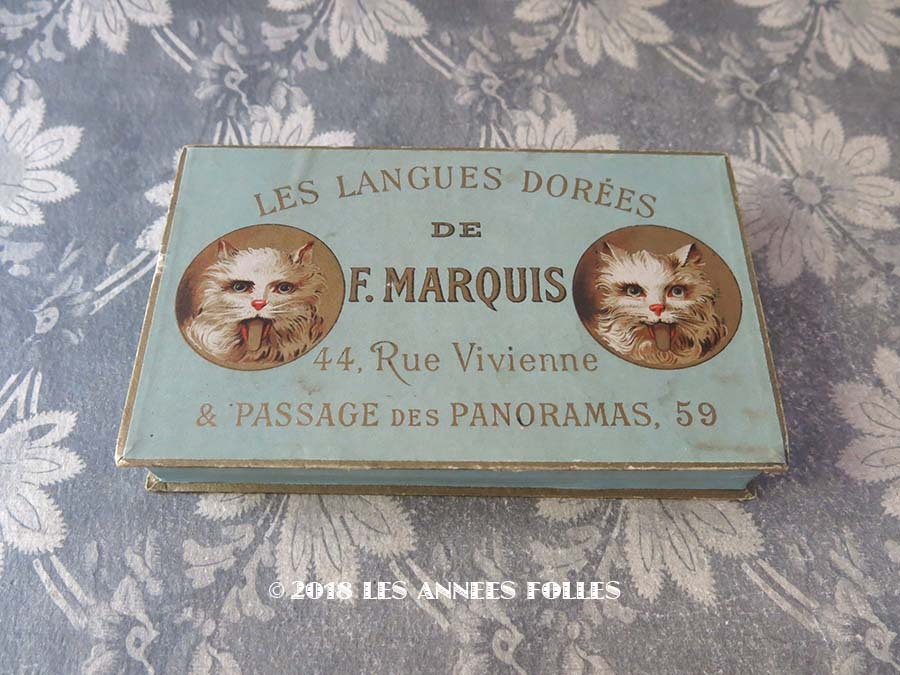 LES LANGUES DORÉES
DE
F. MARQUIS
44, Rue Vivienne
& PASSAGE DES PANORAMAS, 59
© 2018 LES ANNEES FOLLES